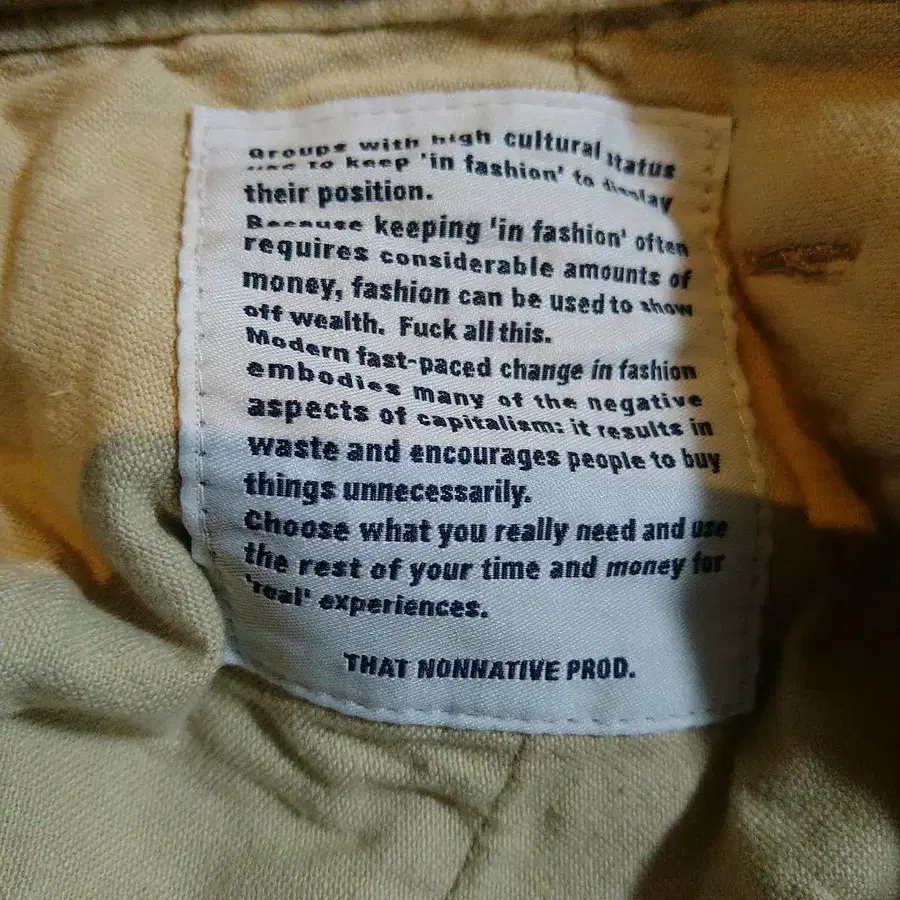 Groups with high cultural status
use to keep 'in fashion' to display
their position.
Because keeping 'in fashion' often
requires considerable amounts of
money, fashion can be used to show
off wealth. Fuck all this.
Modern fast-paced change in fashion
embodies many of the negative
aspects of capitalism: it results in
waste and encourages people to buy
things unnecessarily.
Choose what you really need and use
the rest of your time and money for
'real' experiences.
THAT NONNATIVE PROD.